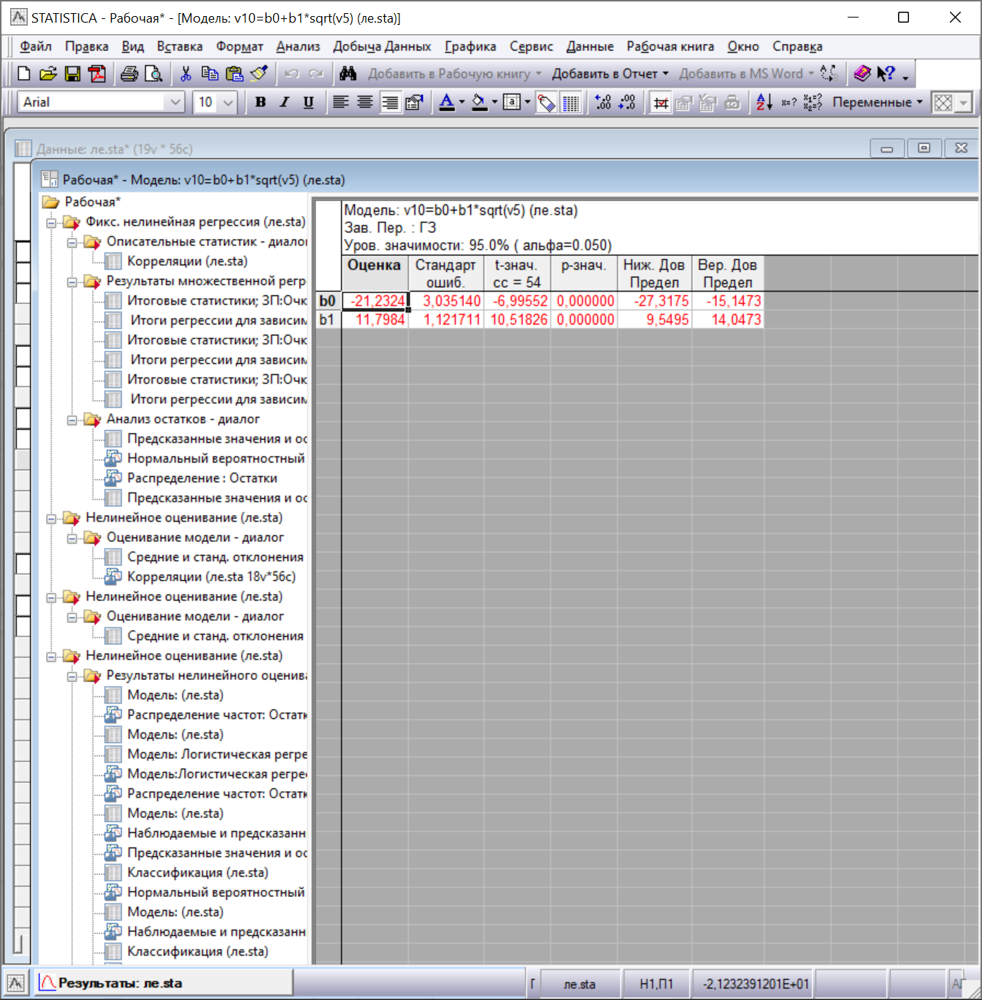 STATISTICA - Рабочая* - [Модель: v10=b0+b1*sqrt(v5) (ле.sta)]
Файл Правка Вид Вставка Формат Анализ Добыча Данных Графика Сервис Данные Рабочая книга Окно Справка
Добавить в Рабочую книгу Добавить в Отчет Добавить в MS Word
Arial 10 B I U Переменные
Данные: ле.sta* (19v * 56c)
Рабочая* - Модель: v10=b0+b1*sqrt(v5) (ле.sta)
Рабочая*
Фикс. нелинейная регрессия (ле.sta)
Описательные статистик - диалог
Корреляции (ле.sta)
Результаты множественной регр
Итоговые статистики; ЗП:Очк
Итоги регрессии для зависим
Итоговые статистики; ЗП:Очк
Итоги регрессии для зависим
Итоговые статистики; ЗП:Очк
Итоги регрессии для зависим
Анализ остатков - диалог
Предсказанные значения и ос
Нормальный вероятностный
Распределение : Остатки
Предсказанные значения и ос
Нелинейное оценивание (ле.sta)
Оценивание модели - диалог
Средние и станд. отклонения
Корреляции (ле.sta 18v*56c)
Нелинейное оценивание (ле.sta)
Оценивание модели - диалог
Средние и станд. отклонения
Нелинейное оценивание (ле.sta)
Результаты нелинейного оценива
Модель: (ле.sta)
Распределение частот: Остатк
Модель: (ле.sta)
Модель: Логистическая регре
Модель:Логистическая регрес
Распределение частот: Остатк
Модель: (ле.sta)
Наблюдаемые и предсказанн
Предсказанные значения и ос
Классификация (ле.sta)
Нормальный вероятностный
Модель: (ле.sta)
Наблюдаемые и предсказанн
Классификация (ле.sta)
Модель: v10=b0+b1*sqrt(v5) (ле.sta)
Зав. Пер. : ГЗ
Уров. значимости: 95.0% ( альфа=0.050)
Оценка Стандарт ошиб. t-знач. сс = 54 p-знач. Ниж. Дов Предел Вер. Дов Предел
b0 -21,2324 3,035140 -6,99552 0,000000 -27,3175 -15,1473
b1 11,7984 1,121711 10,51826 0,000000 9,5495 14,0473
Результаты: ле.sta Г ле.sta Н1,П1 -2,1232391201E+01